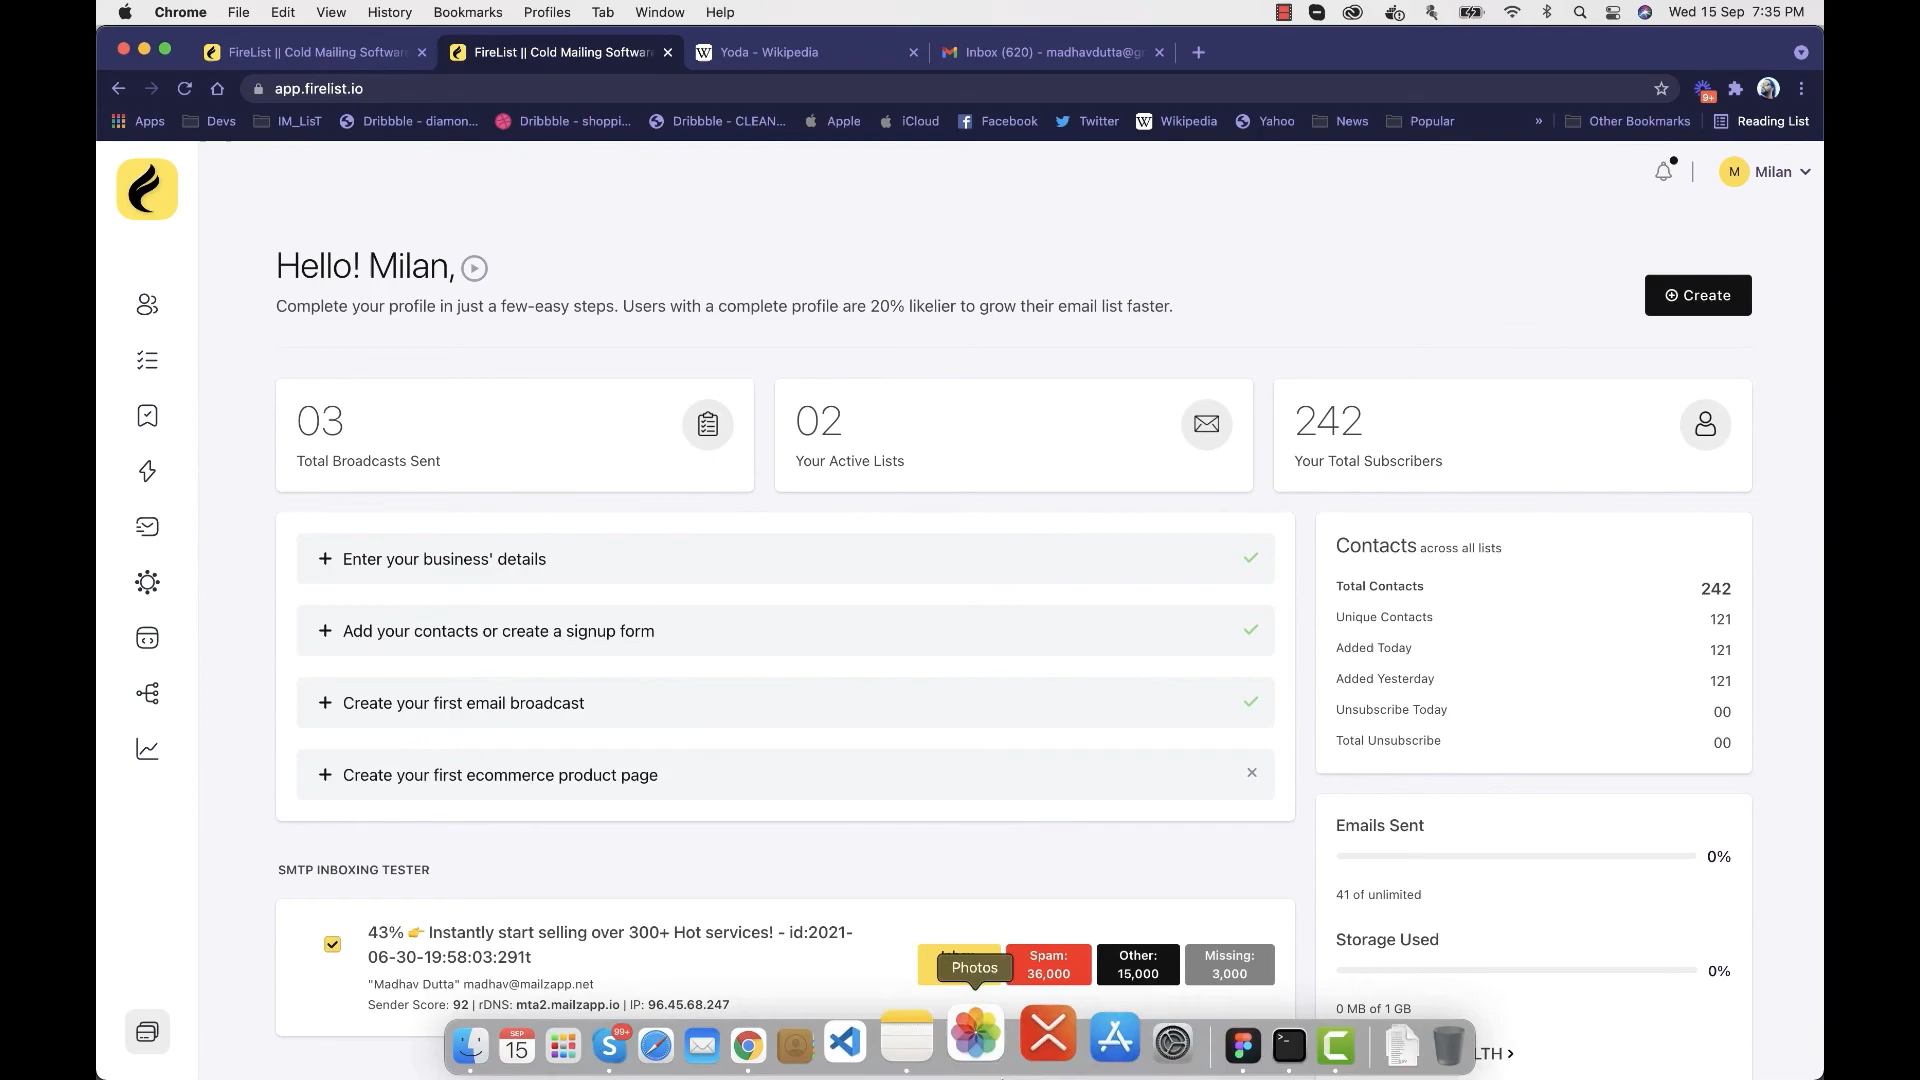 Chrome File Edit View History Bookmarks Profiles Tab Window Help Wed 15 Sep 7:35 PM
FireList || Cold Mailing Software FireList || Cold Mailing Software Yoda - Wikipedia Inbox (620) - madhavdutta@gr
app.firelist.io 9+
Apps Devs IM_LisT Dribbble - diamon... Dribbble - shoppi... Dribbble - CLEAN... Apple iCloud Facebook Twitter Wikipedia Yahoo News Popular » Other Bookmarks Reading List
M Milan
Hello! Milan,
Complete your profile in just a few-easy steps. Users with a complete profile are 20% likelier to grow their email list faster.
Create
03
Total Broadcasts Sent
02
Your Active Lists
242
Your Total Subscribers
+ Enter your business' details
+ Add your contacts or create a signup form
+ Create your first email broadcast
+ Create your first ecommerce product page
Contacts across all lists
Total Contacts 242
Unique Contacts 121
Added Today 121
Added Yesterday 121
Unsubscribe Today 00
Total Unsubscribe 00
Emails Sent
0%
41 of unlimited
Storage Used
0%
0 MB of 1 GB
LTH
SMTP INBOXING TESTER
43% 👉 Instantly start selling over 300+ Hot services! - id:2021-
06-30-19:58:03:291t
"Madhav Dutta" madhav@mailzapp.net
Sender Score: 92 | rDNS: mta2.mailzapp.io | IP: 96.45.68.247
Spam:
36,000
Other:
15,000
Missing:
3,000
Photos
SEP
15
99+